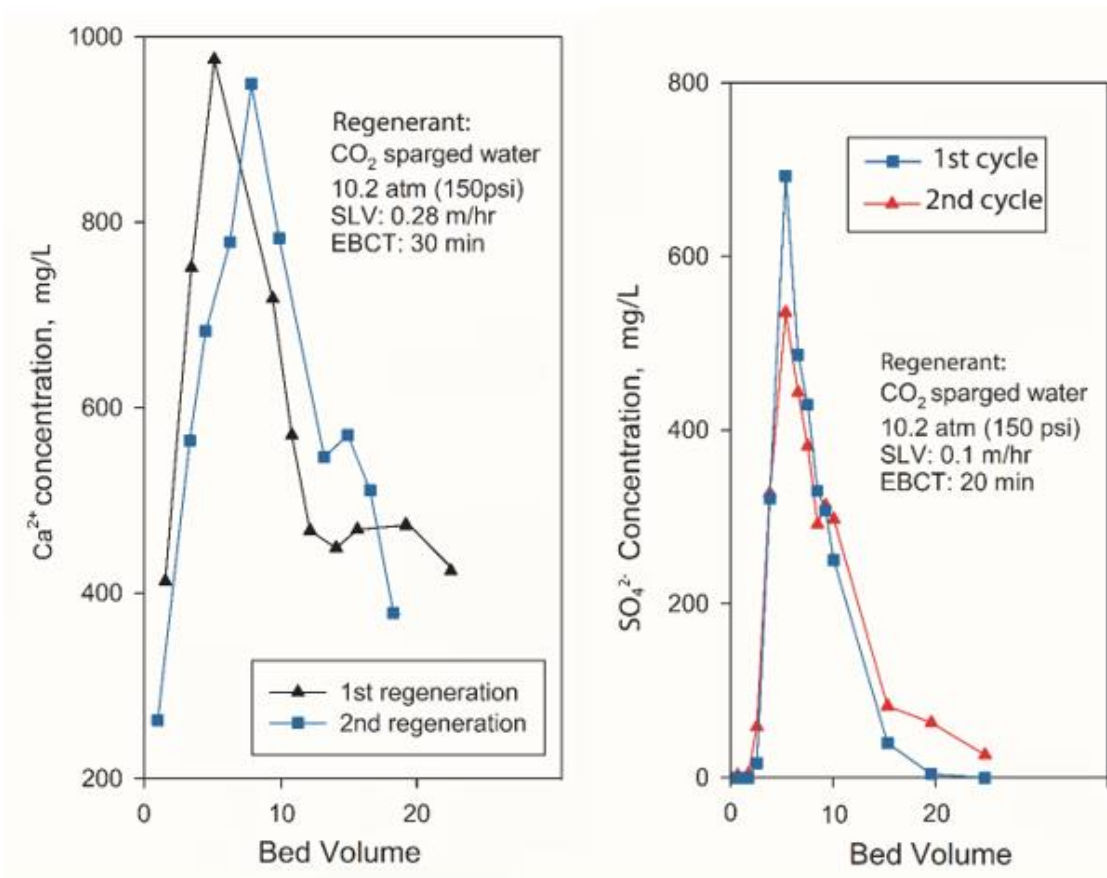 1000
800
600
400
200
0
10
20
Ca²⁺ concentration, mg/L
Bed Volume
Regenerant:
CO₂ sparged water
10.2 atm (150psi)
SLV: 0.28 m/hr
EBCT: 30 min
1st regeneration
2nd regeneration
800
600
400
200
0
0
10
20
SO₄²⁻ Concentration, mg/L
Bed Volume
1st cycle
2nd cycle
Regenerant:
CO₂ sparged water
10.2 atm (150 psi)
SLV: 0.1 m/hr
EBCT: 20 min